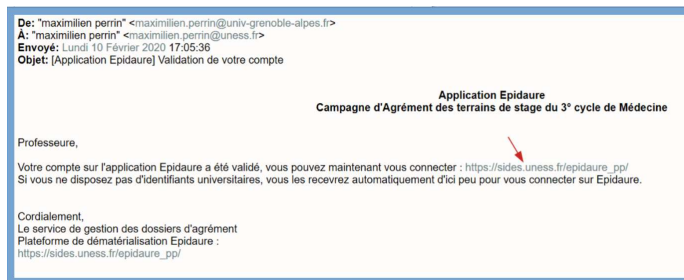 De: "maximilien perrin" <maximilien.perrin@univ-grenoble-alpes.fr>
À: "maximilien perrin" <maximilien.perrin@uness.fr>
Envoyé: Lundi 10 Février 2020 17:05:36
Objet: [Application Epidaure] Validation de votre compte
Application Epidaure
Campagne d'Agrément des terrains de stage du 3° cycle de Médecine
Professeure,
Votre compte sur l'application Epidaure a été validé, vous pouvez maintenant vous connecter : https://sides.uness.fr/epidaure_pp/
Si vous ne disposez pas d'identifiants universitaires, vous les recevrez automatiquement d'ici peu pour vous connecter sur Epidaure.
Cordialement,
Le service de gestion des dossiers d'agrément
Plateforme de dématérialisation Epidaure :
https://sides.uness.fr/epidaure_pp/